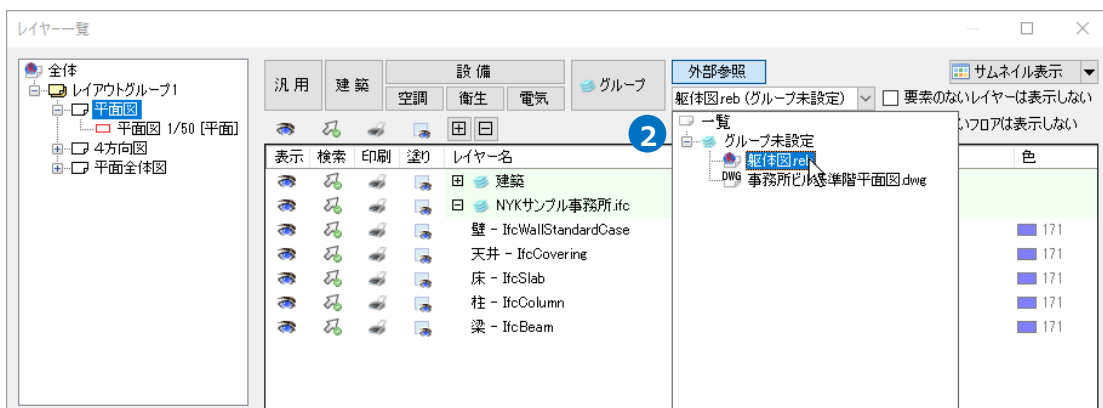 レイヤー一覧
全体
レイアウトグループ1
平面図
平面図 1/50 [平面]
4方向図
平面全体図
汎用
建築
設備
空調
衛生
電気
グループ
外部参照
サムネイル表示
躯体図.reb (グループ未設定)
要素のないレイヤーは表示しない
いフロアは表示しない
2
一覧
グループ未設定
躯体図.reb
DWG 事務所ビル基準階平面図.dwg
表示 検索 印刷 塗り レイヤー名 色
建築
NYKサンプル事務所.ifc
壁 - IfcWallStandardCase 171
天井 - IfcCovering 171
床 - IfcSlab 171
柱 - IfcColumn 171
梁 - IfcBeam 171